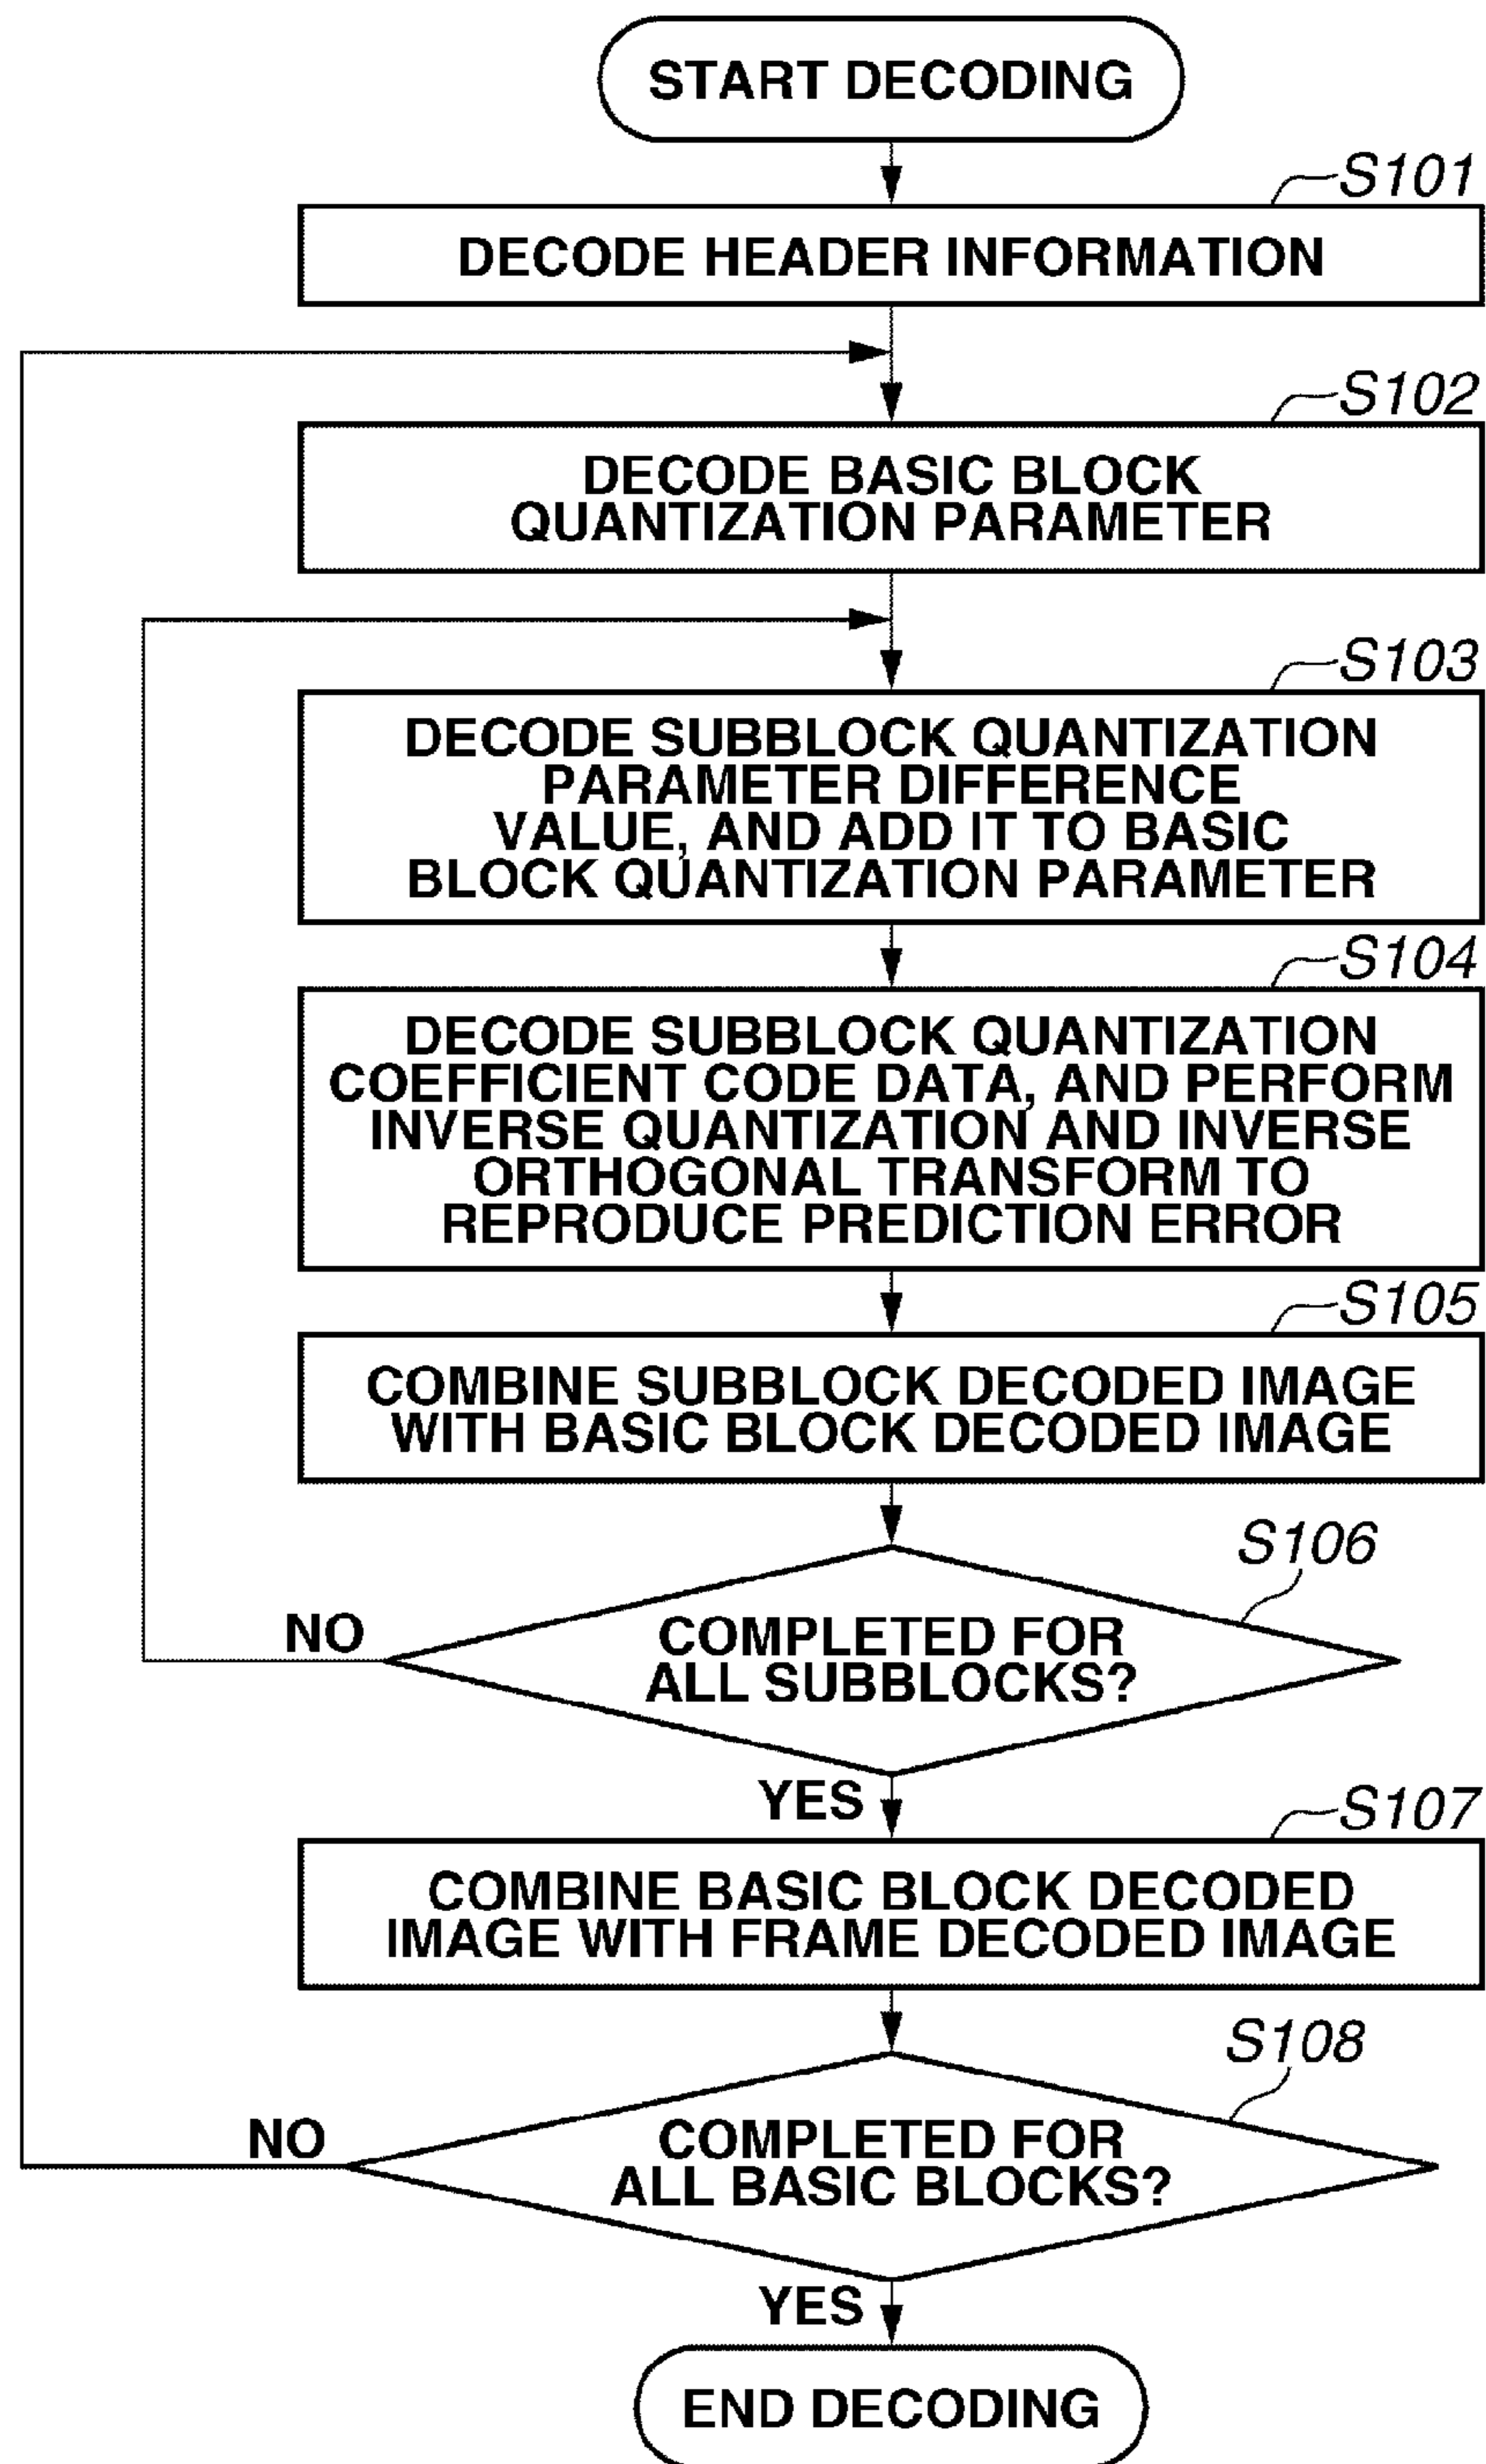 START DECODING
S101
DECODE HEADER INFORMATION
S102
DECODE BASIC BLOCK
QUANTIZATION PARAMETER
S103
DECODE SUBBLOCK QUANTIZATION
PARAMETER DIFFERENCE
VALUE, AND ADD IT TO BASIC
BLOCK QUANTIZATION PARAMETER
S104
DECODE SUBBLOCK QUANTIZATION
COEFFICIENT CODE DATA, AND PERFORM
INVERSE QUANTIZATION AND INVERSE
ORTHOGONAL TRANSFORM TO
REPRODUCE PREDICTION ERROR
S105
COMBINE SUBBLOCK DECODED IMAGE
WITH BASIC BLOCK DECODED IMAGE
S106
NO
COMPLETED FOR
ALL SUBBLOCKS?
YES
S107
COMBINE BASIC BLOCK DECODED
IMAGE WITH FRAME DECODED IMAGE
S108
NO
COMPLETED FOR
ALL BASIC BLOCKS?
YES
END DECODING